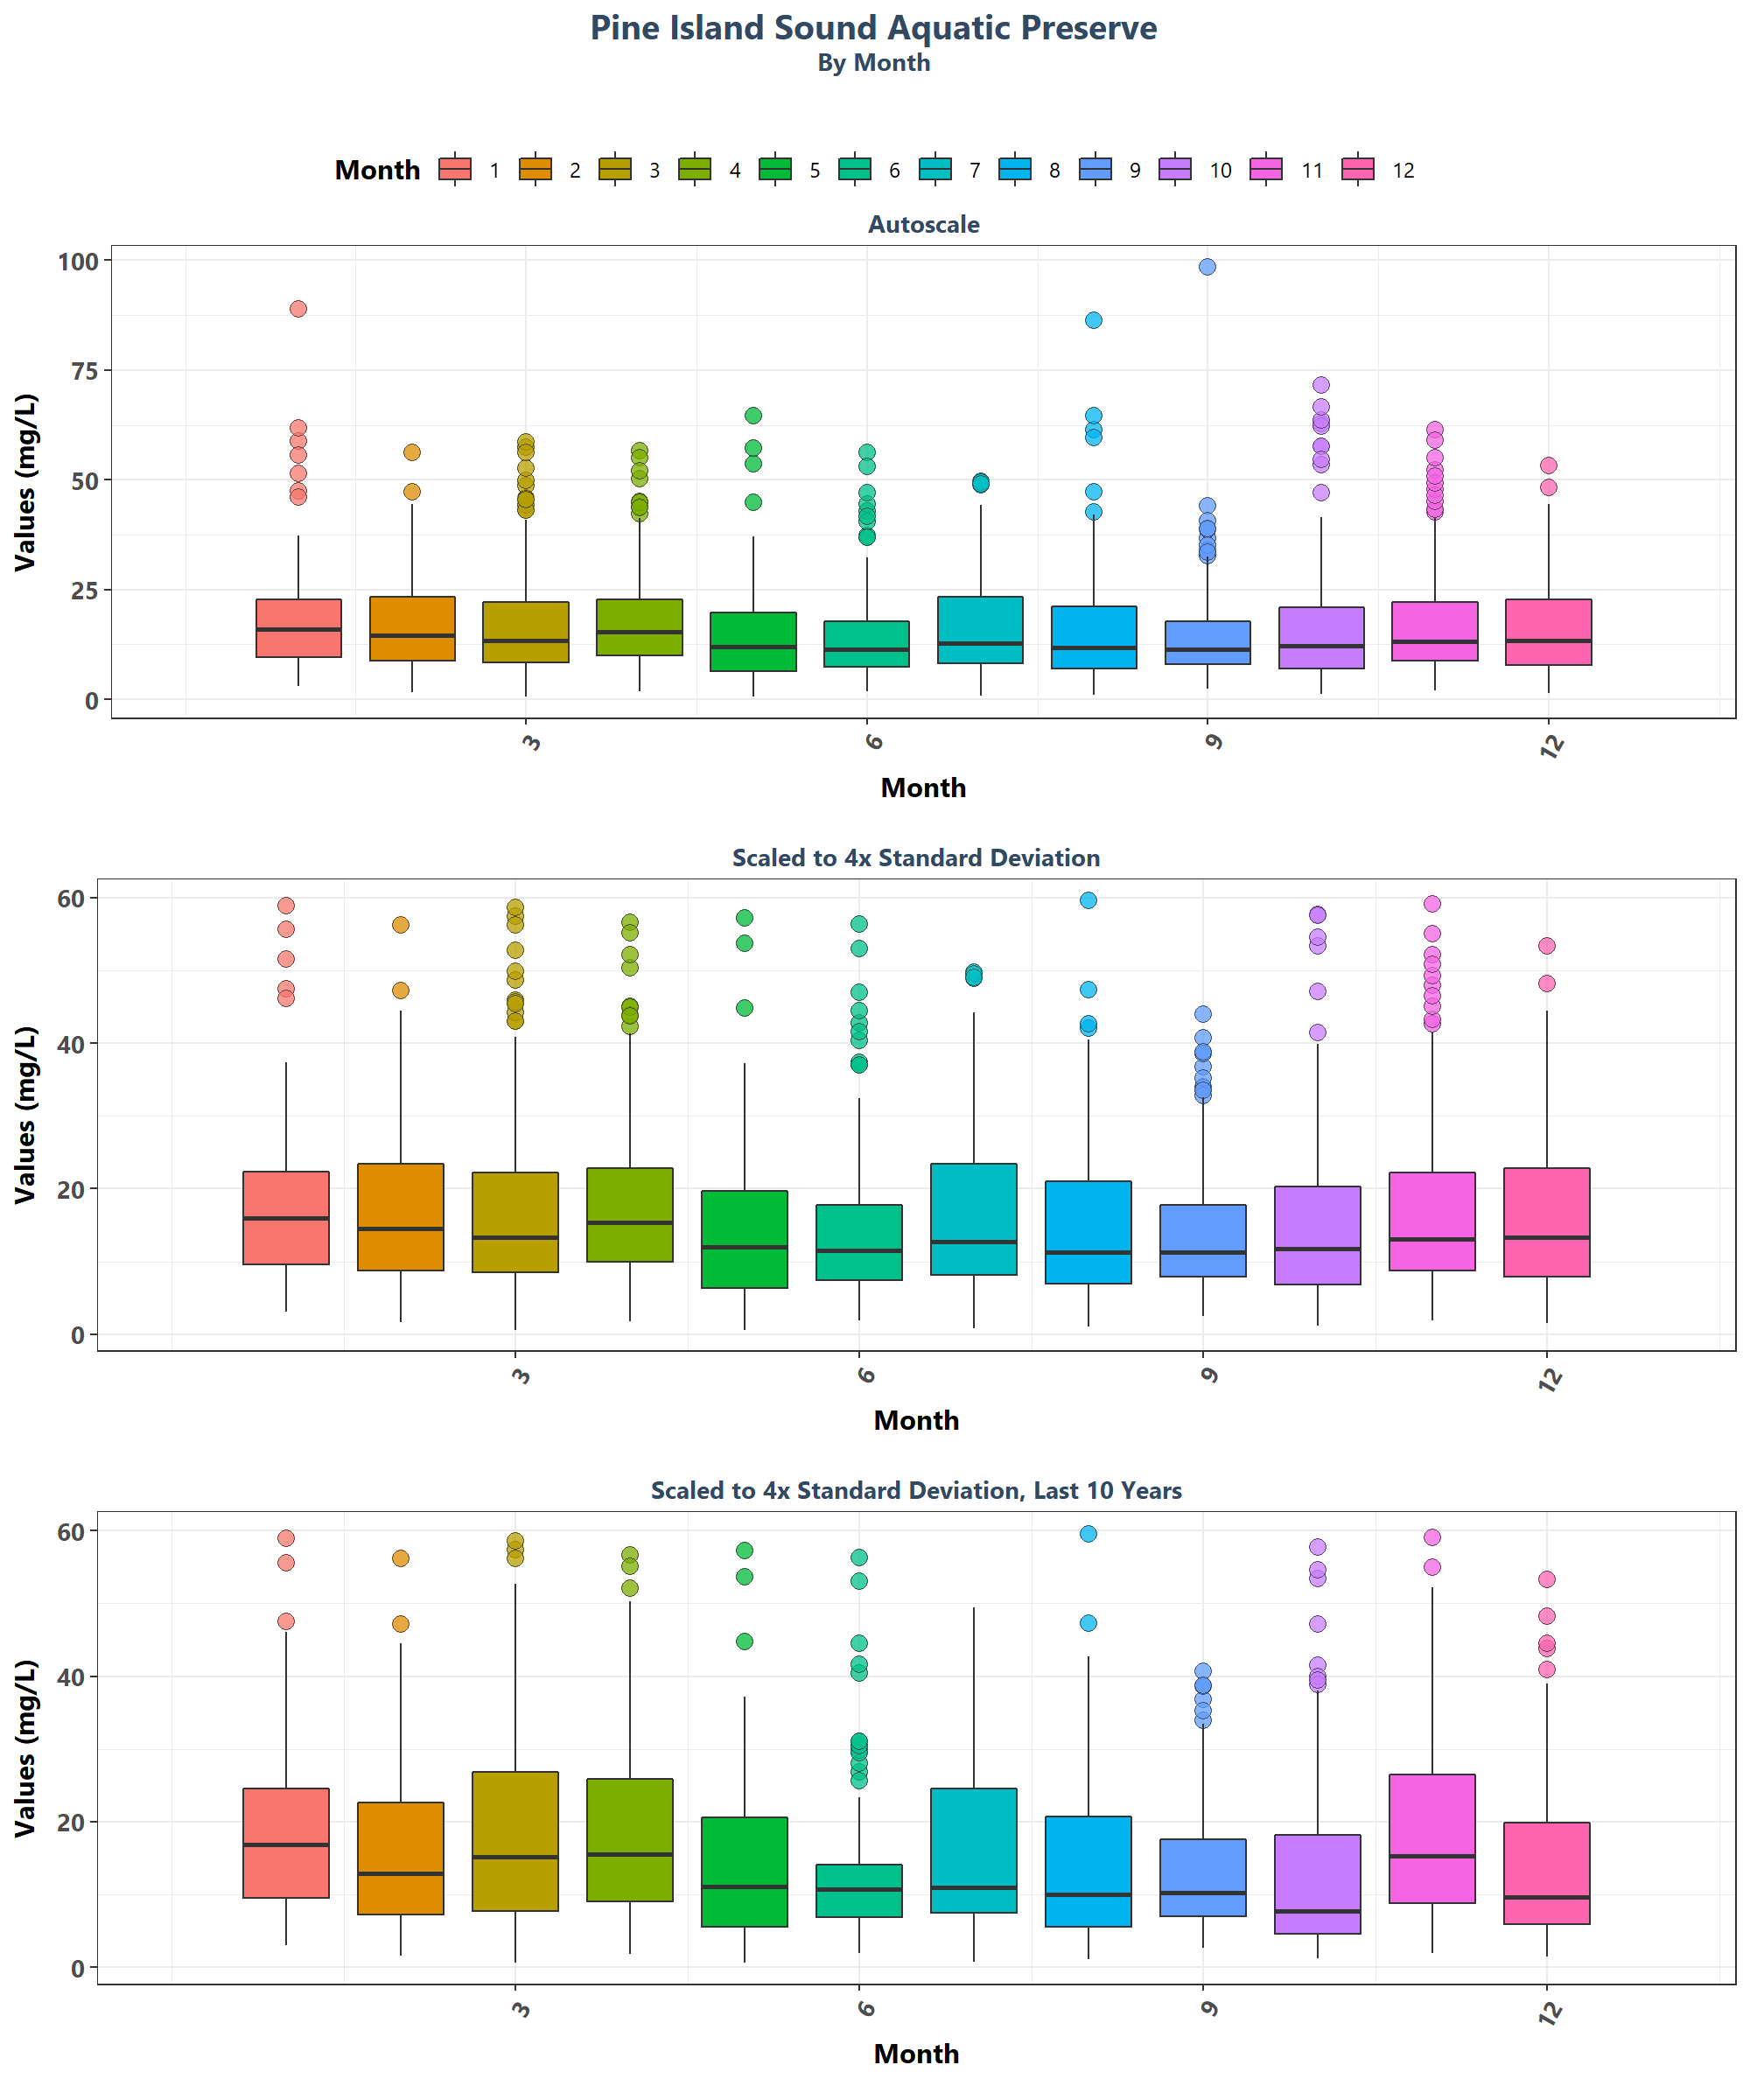 Pine Island Sound Aquatic Preserve
By Month
Month 1 2 3 4 5 6 7 8 9 10 11 12
Autoscale
Values (mg/L)
100
75
50
25
0
3 6 9 12
Month
Scaled to 4x Standard Deviation
Values (mg/L)
60
40
20
0
3 6 9 12
Month
Scaled to 4x Standard Deviation, Last 10 Years
Values (mg/L)
60
40
20
0
3 6 9 12
Month